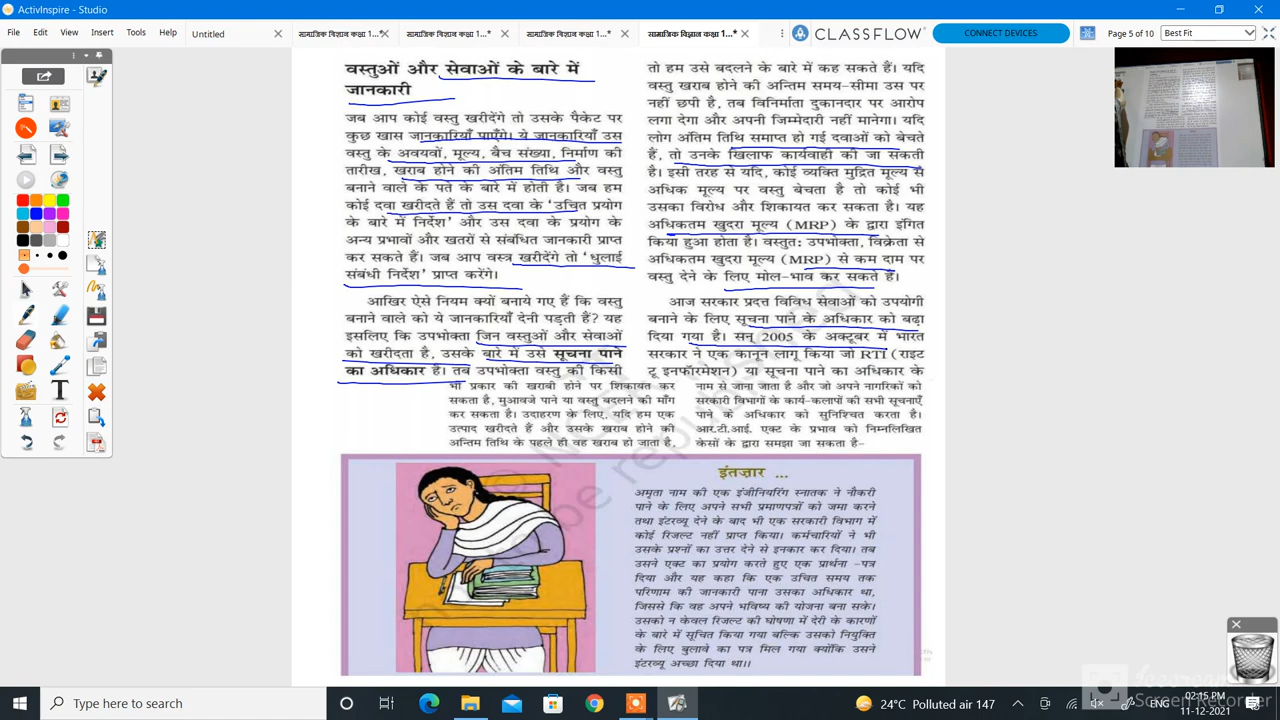 ActivInspire - Studio
File Edit View Insert Tools Help
Untitled
सामाजिक विज्ञान कक्षा 1...*
सामाजिक विज्ञान कक्षा 1...*
सामाजिक विज्ञान कक्षा 1...*
सामाजिक विज्ञान कक्षा 1...*
CLASSFLOW
CONNECT DEVICES
Page 5 of 10
Best Fit
वस्तुओं और सेवाओं के बारे में
जानकारी
जब आप कोई वस्तु खरीदेंगे तो उसके पैकेट पर
कुछ खास जानकारियाँ पाएँगे। ये जानकारियाँ उस
वस्तु के अवयवों, मूल्य, बैच संख्या, निर्माण की
तारीख, खराब होने की अंतिम तिथि और वस्तु
बनाने वाले के पते के बारे में होती है। जब हम
कोई दवा खरीदते हैं तो उस दवा के ‘उचित प्रयोग
के बारे में निर्देश’ और उस दवा के प्रयोग के
अन्य प्रभावों और खतरों से संबंधित जानकारी प्राप्त
कर सकते हैं। जब आप वस्त्र खरीदेंगे तो ‘धुलाई
संबंधी निर्देश’ प्राप्त करेंगे।
आखिर ऐसे नियम क्यों बनाये गए हैं कि वस्तु
बनाने वाले को ये जानकारियाँ देनी पड़ती हैं? यह
इसलिए कि उपभोक्ता जिन वस्तुओं और सेवाओं
को खरीदता है, उसके बारे में उसे सूचना पाने
का अधिकार है। तब उपभोक्ता वस्तु की किसी
भी प्रकार की खराबी होने पर शिकायत कर
सकता है, मुआवजे पाने या वस्तु बदलने की माँग
कर सकता है। उदाहरण के लिए, यदि हम एक
उत्पाद खरीदते हैं और उसके खराब होने की
अन्तिम तिथि के पहले ही वह खराब हो जाता है,
तो हम उसे बदलने के बारे में कह सकते हैं। यदि
वस्तु खराब होने की अन्तिम समय-सीमा उस पर
नहीं छपी है, तब विनिर्माता दुकानदार पर आरोप
लगा देगा और अपनी जिम्मेदारी नहीं मानेगा। यदि
लोग अंतिम तिथि समाप्त हो गई दवाओं को बेचते
हैं, तो उनके खिलाफ कार्यवाही की जा सकती
है। इसी तरह से यदि, कोई व्यक्ति मुद्रित मूल्य से
अधिक मूल्य पर वस्तु बेचता है तो कोई भी
उसका विरोध और शिकायत कर सकता है। यह
अधिकतम खुदरा मूल्य (MRP) के द्वारा इंगित
किया हुआ होता है। वस्तुत: उपभोक्ता, विक्रेता से
अधिकतम खुदरा मूल्य (MRP) से कम दाम पर
वस्तु देने के लिए मोल-भाव कर सकते हैं।
आज सरकार प्रदत्त विविध सेवाओं को उपयोगी
बनाने के लिए सूचना पाने के अधिकार को बढ़ा
दिया गया है। सन् 2005 के अक्टूबर में भारत
सरकार ने एक कानून लागू किया जो RTI (राइट
टू इनफॉरमेशन) या सूचना पाने का अधिकार के
नाम से जाना जाता है और जो अपने नागरिकों को
सरकारी विभागों के कार्य-कलापों की सभी सूचनाएँ
पाने के अधिकार को सुनिश्चित करता है।
आर.टी.आई. एक्ट के प्रभाव को निम्नलिखित
केसों के द्वारा समझा जा सकता है–
इंतज़ार ...
अमृता नाम की एक इंजीनियरिंग स्नातक ने नौकरी
पाने के लिए अपने सभी प्रमाणपत्रों को जमा करने
तथा इंटरव्यू देने के बाद भी एक सरकारी विभाग में
कोई रिजल्ट नहीं प्राप्त किया। कर्मचारियों ने भी
उसके प्रश्नों का उत्तर देने से इनकार कर दिया। तब
उसने एक्ट का प्रयोग करते हुए एक प्रार्थना -पत्र
दिया और यह कहा कि एक उचित समय तक
परिणाम की जानकारी पाना उसका अधिकार था,
जिससे कि वह अपने भविष्य की योजना बना सके।
उसको न केवल रिजल्ट की घोषणा में देरी के कारणों
के बारे में सूचित किया गया बल्कि उसको नियुक्ति
के लिए बुलावे का पत्र मिल गया क्योंकि उसने
इंटरव्यू अच्छा दिया था।।
Icecream
Screen Recorder
Type here to search
24°C Polluted air 147
ENG
02:15 PM
11-12-2021